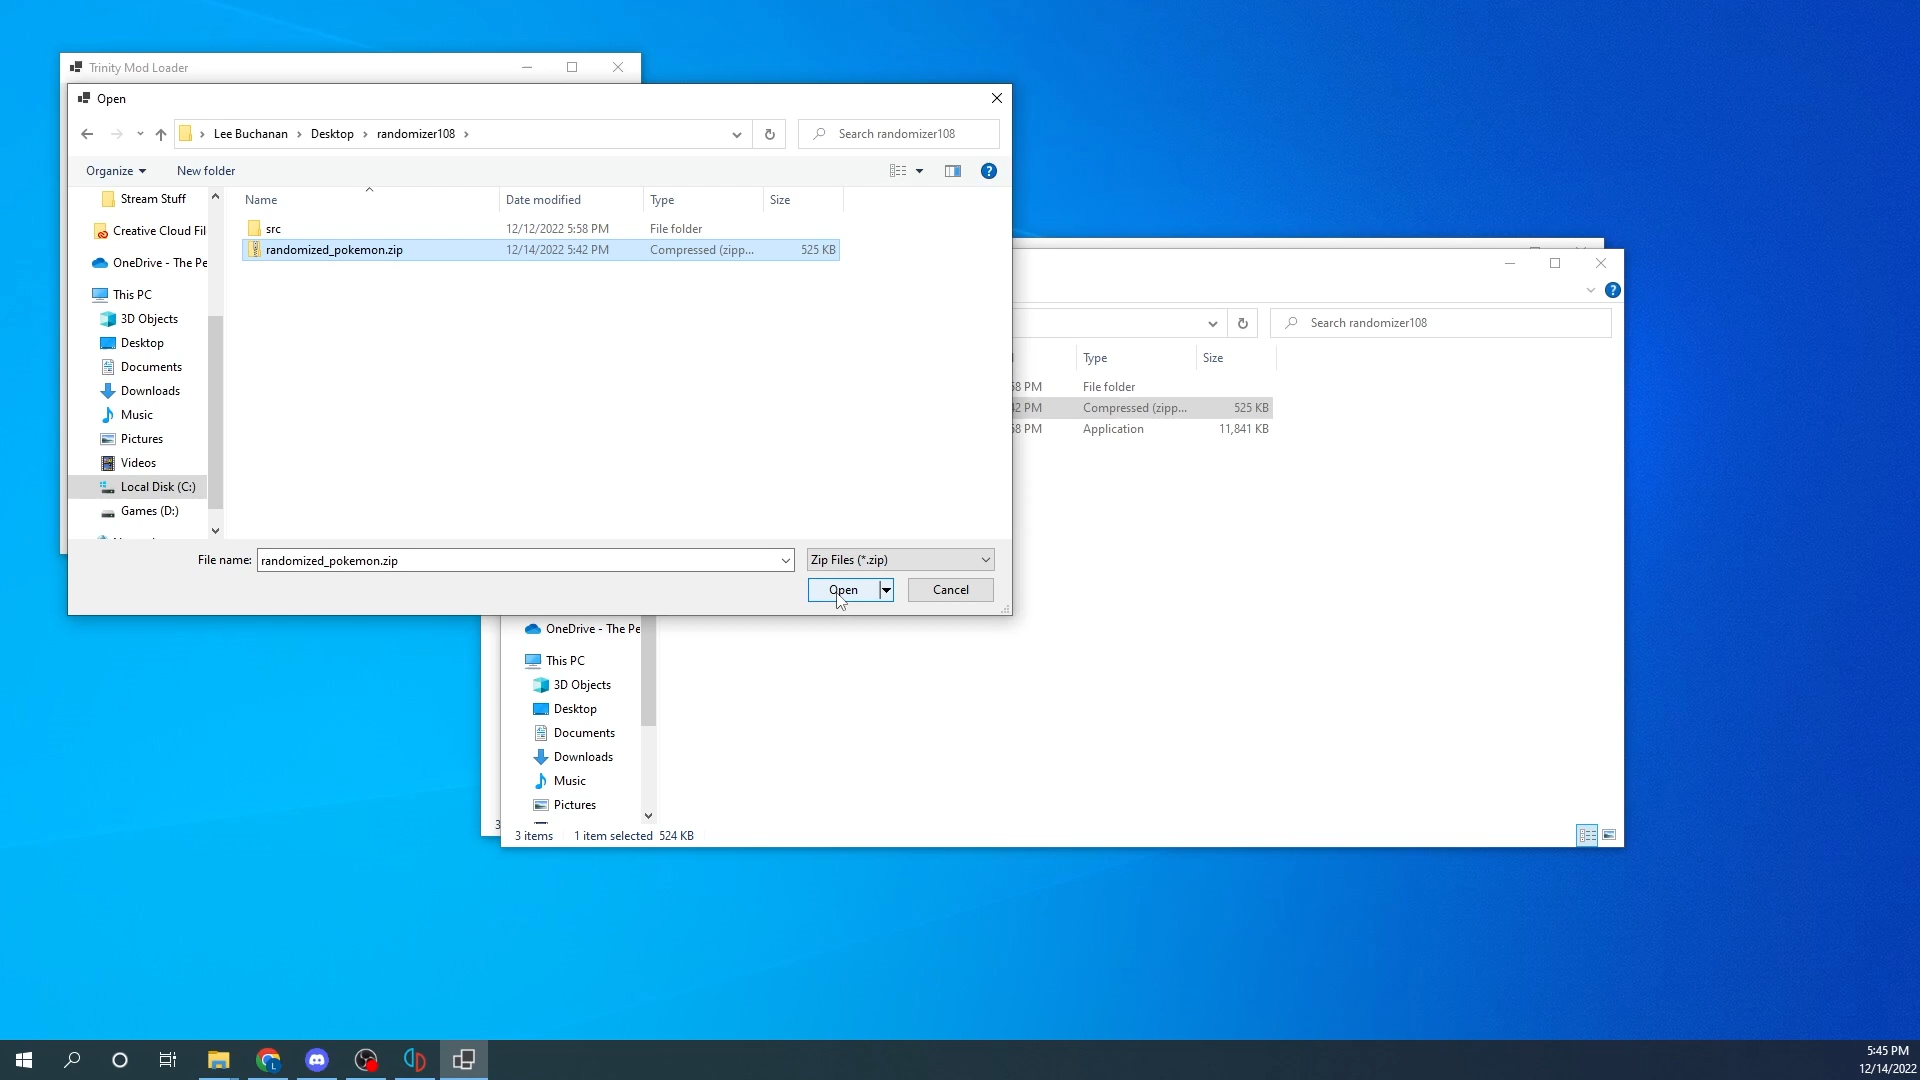 Trinity Mod Loader
Open
Lee Buchanan
Desktop
randomizer108
Search randomizer108
Organize
New folder
Name
Date modified
Type
Size
Stream Stuff
Creative Cloud Fil
OneDrive - The Pe
This PC
3D Objects
Desktop
Documents
Downloads
Music
Pictures
Videos
Local Disk (C:)
Games (D:)
src 12/12/2022 5:58 PM File folder
randomized_pokemon.zip 12/14/2022 5:42 PM Compressed (zipp... 525 KB
File name: randomized_pokemon.zip
Zip Files (*.zip)
Open
Cancel
Search randomizer108
Type
Size
58 PM File folder
42 PM Compressed (zipp... 525 KB
58 PM Application 11,841 KB
OneDrive - The Pe
This PC
3D Objects
Desktop
Documents
Downloads
Music
Pictures
3 items 1 item selected 524 KB
5:45 PM
12/14/2022